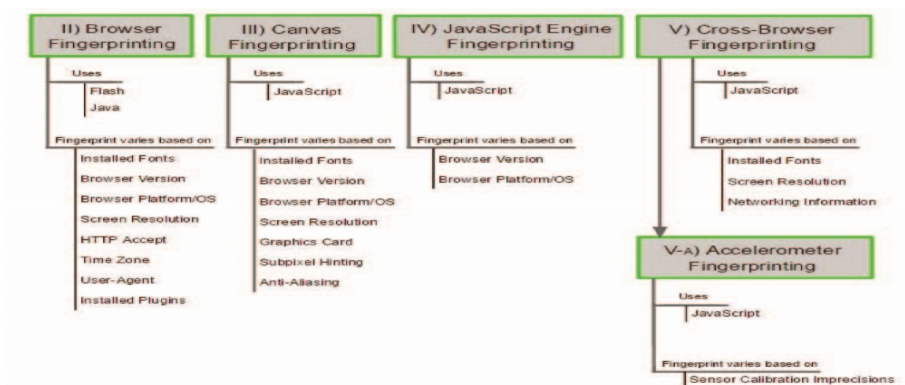 II) Browser
Fingerprinting
Uses
Flash
Java
Fingerprint varies based on
Installed Fonts
Browser Version
Browser Platform/OS
Screen Resolution
HTTP Accept
Time Zone
User-Agent
Installed Plugins
III) Canvas
Fingerprinting
Uses
JavaScript
Fingerprint varies based on
Installed Fonts
Browser Version
Browser Platform/OS
Screen Resolution
Graphics Card
Subpixel Hinting
Anti-Aliasing
IV) JavaScript Engine
Fingerprinting
Uses
JavaScript
Fingerprint varies based on
Browser Version
Browser Platform/OS
V) Cross-Browser
Fingerprinting
Uses
JavaScript
Fingerprint varies based on
Installed Fonts
Screen Resolution
Networking Information
V-A) Accelerometer
Fingerprinting
Uses
JavaScript
Fingerprint varies based on
Sensor Calibration Imprecisions